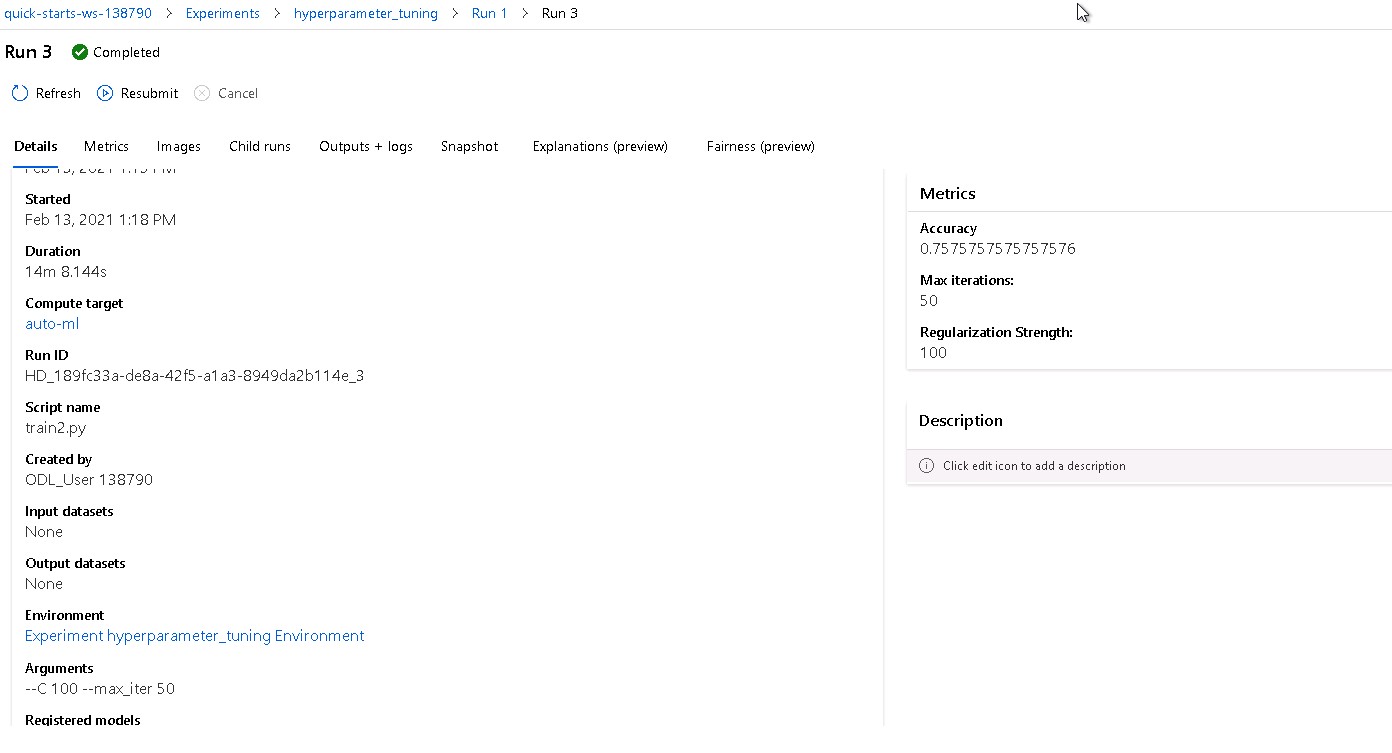 quick-starts-ws-138790 > Experiments > hyperparameter_tuning > Run 1 > Run 3
Run 3 Completed
Refresh Resubmit Cancel
Details Metrics Images Child runs Outputs + logs Snapshot Explanations (preview) Fairness (preview)
Started
Feb 13, 2021 1:18 PM
Duration
14m 8.144s
Compute target
auto-ml
Run ID
HD_189fc33a-de8a-42f5-a1a3-8949da2b114e_3
Script name
train2.py
Created by
ODL_User 138790
Input datasets
None
Output datasets
None
Environment
Experiment hyperparameter_tuning Environment
Arguments
--C 100 --max_iter 50
Registered models
Metrics
Accuracy
0.7575757575757576
Max iterations:
50
Regularization Strength:
100
Description
Click edit icon to add a description